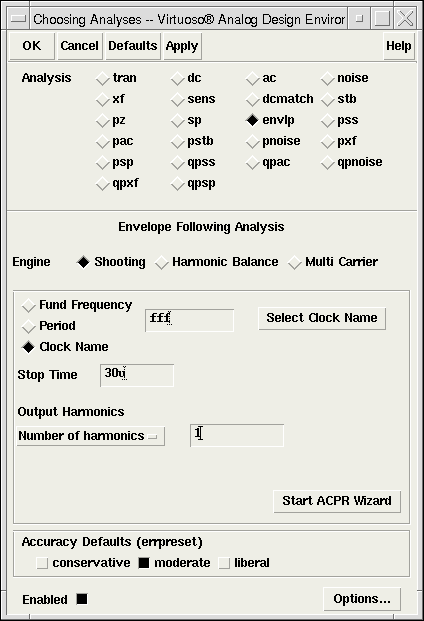 Choosing Analyses -- Virtuoso® Analog Design Enviror
OK Cancel Defaults Apply Help
Analysis tran dc ac noise
xf sens dcmatch stb
pz sp envlp pss
pac pstb pnoise pxf
psp qpss qpac qpnoise
qpxf qpsp
Envelope Following Analysis
Engine Shooting Harmonic Balance Multi Carrier
Fund Frequency
Period fff Select Clock Name
Clock Name
Stop Time 30u
Output Harmonics
Number of harmonics 1
Start ACPR Wizard
Accuracy Defaults (errpreset)
conservative moderate liberal
Enabled Options...